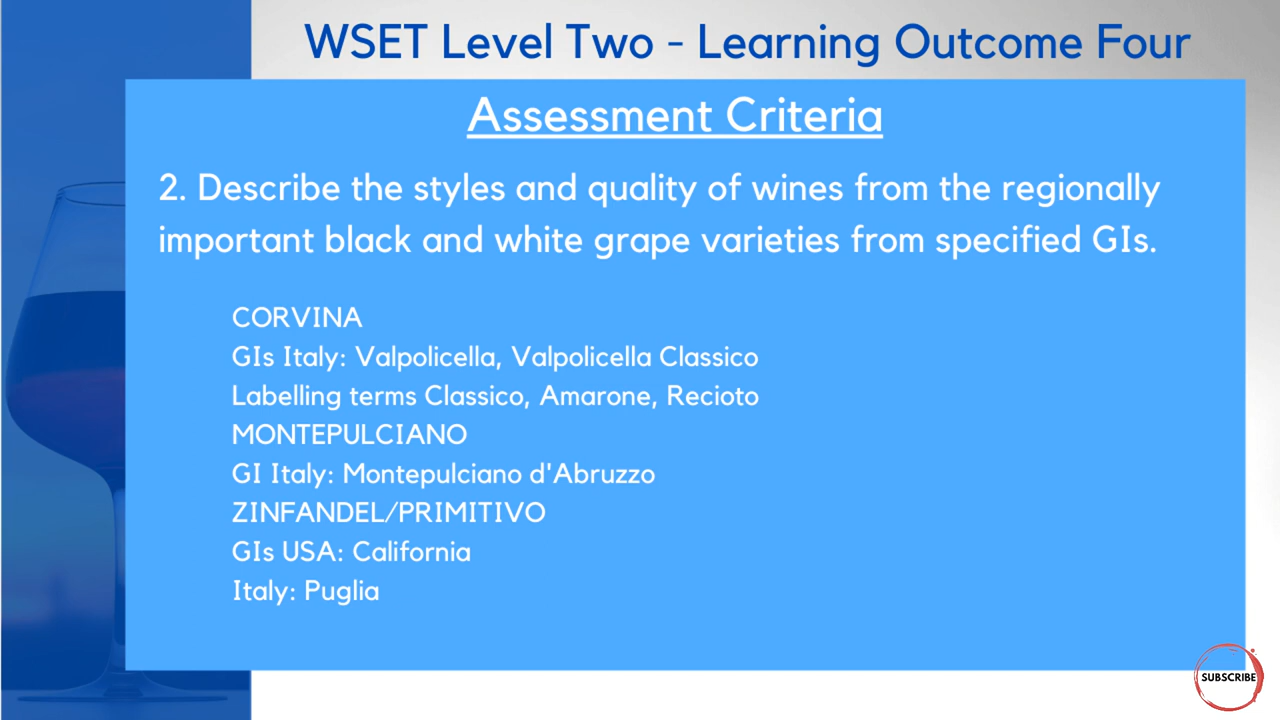 WSET Level Two - Learning Outcome Four
Assessment Criteria
2. Describe the styles and quality of wines from the regionally
important black and white grape varieties from specified GIs.
CORVINA
GIs Italy: Valpolicella, Valpolicella Classico
Labelling terms Classico, Amarone, Recioto
MONTEPULCIANO
GI Italy: Montepulciano d'Abruzzo
ZINFANDEL/PRIMITIVO
GIs USA: California
Italy: Puglia
SUBSCRIBE